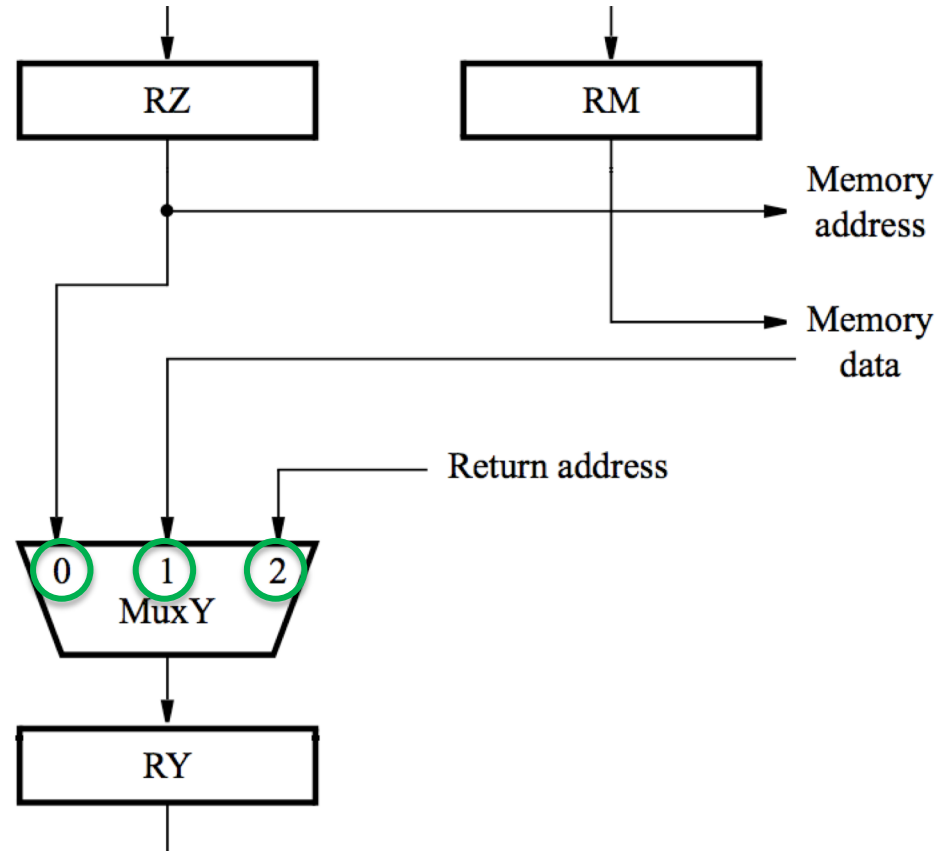 RZ
RM
Memory
address
Memory
data
Return address
0 1 2
MuxY
RY